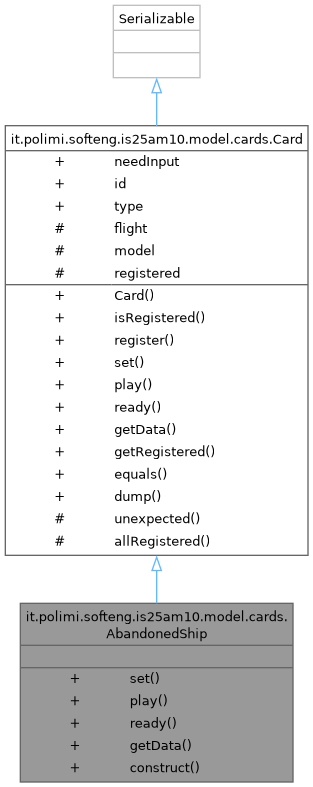 Serializable
it.polimi.softeng.is25am10.model.cards.Card
+ needInput
+ id
+ type
# flight
# model
# registered
+ Card()
+ isRegistered()
+ register()
+ set()
+ play()
+ ready()
+ getData()
+ getRegistered()
+ equals()
+ dump()
# unexpected()
# allRegistered()
it.polimi.softeng.is25am10.model.cards.
AbandonedShip
+ set()
+ play()
+ ready()
+ getData()
+ construct()